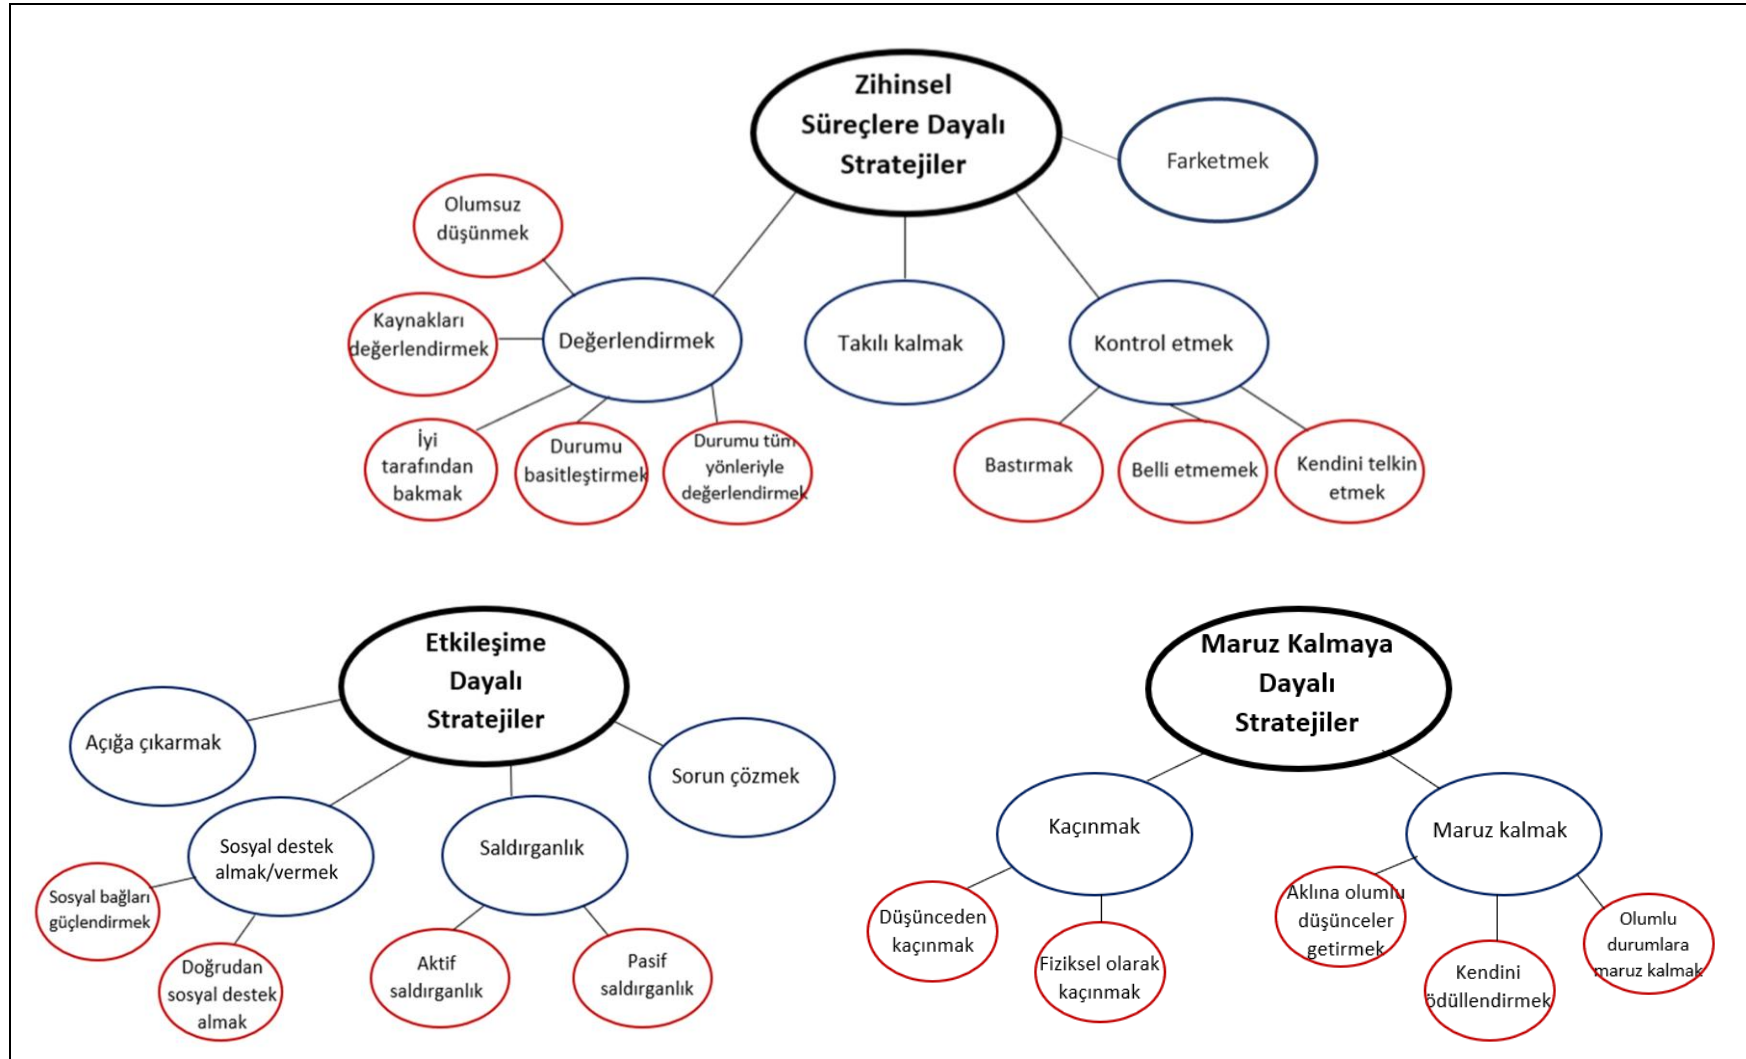 Zihinsel
Süreçlere Dayalı
Stratejiler
Farketmek
Olumsuz
düşünmek
Kaynakları
değerlendirmek
Değerlendirmek
Takılı kalmak
Kontrol etmek
İyi
tarafından
bakmak
Durumu
basitleştirmek
Durumu tüm
yönleriyle
değerlendirmek
Bastırmak
Belli etmemek
Kendini telkin
etmek
Etkileşime
Dayalı
Stratejiler
Açığa çıkarmak
Sorun çözmek
Sosyal destek
almak/vermek
Saldırganlık
Sosyal bağları
güçlendirmek
Doğrudan
sosyal destek
almak
Aktif
saldırganlık
Pasif
saldırganlık
Maruz Kalmaya
Dayalı
Stratejiler
Kaçınmak
Maruz kalmak
Düşünceden
kaçınmak
Fiziksel olarak
kaçınmak
Aklına olumlu
düşünceler
getirmek
Kendini
ödüllendirmek
Olumlu
durumlara
maruz kalmak